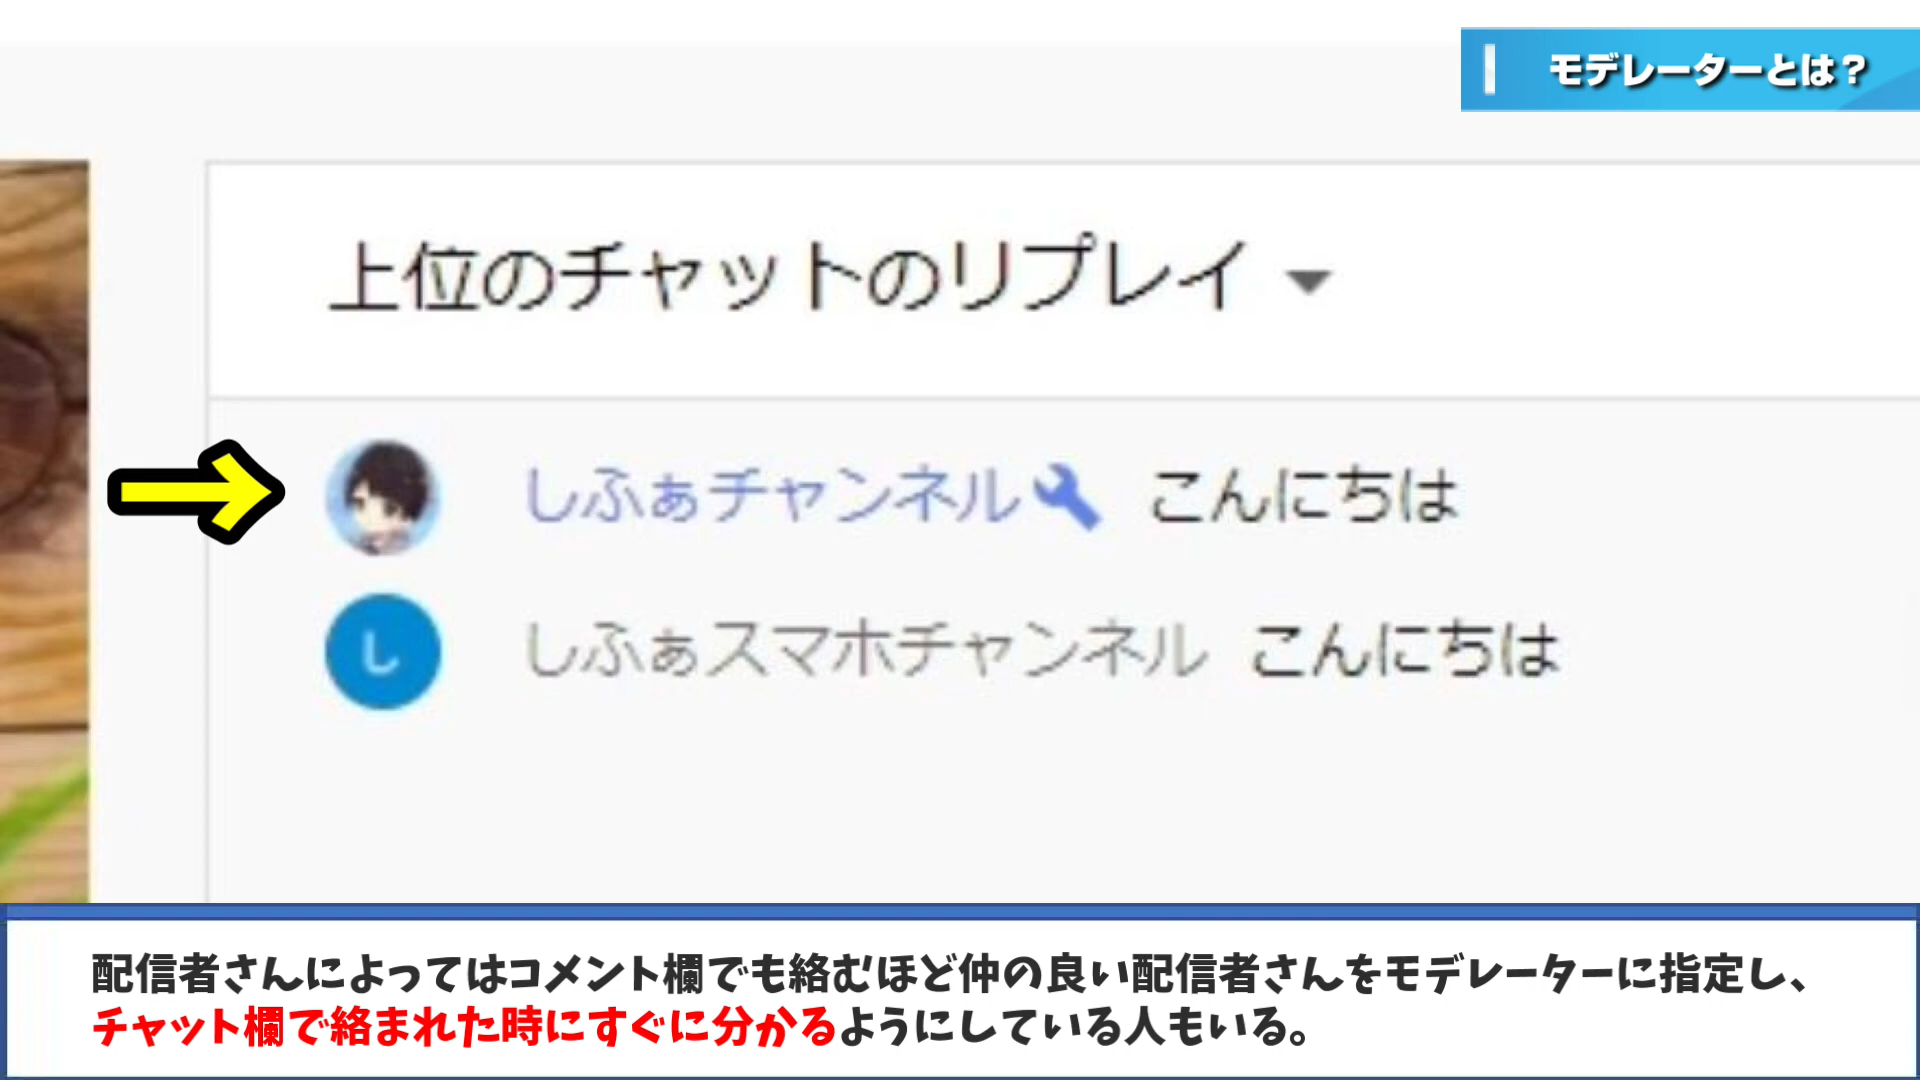 モデレーターとは？
上位のチャットのリプレイ
しふぁチャンネル こんにちは
し しふぁスマホチャンネル こんにちは
配信者さんによってはコメント欄でも絡むほど仲の良い配信者さんをモデレーターに指定し、
チャット欄で絡まれた時にすぐに分かるようにしている人もいる。